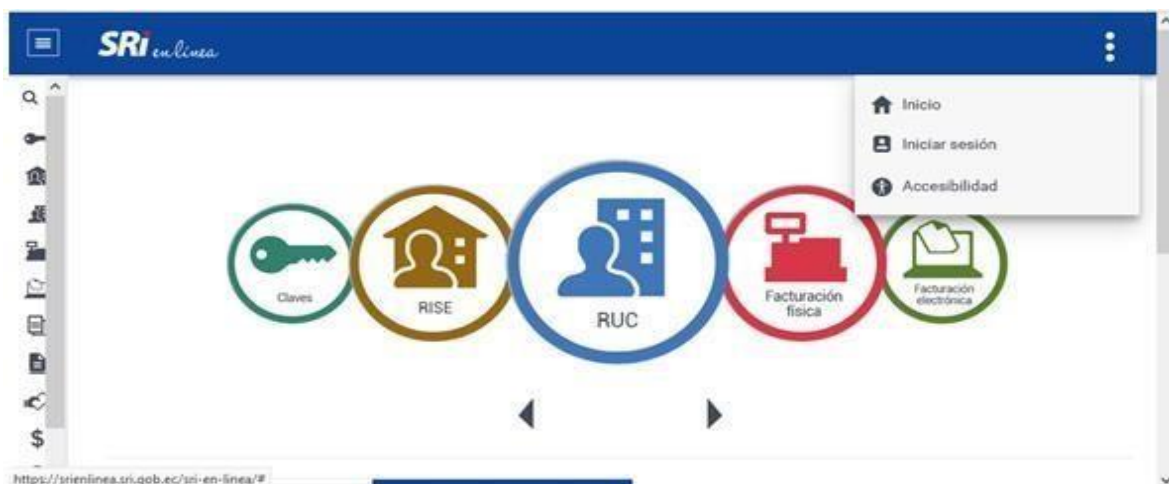 SRi en línea
Inicio
Iniciar sesión
Accesibilidad
Claves
RISE
RUC
Facturación
física
Facturación
electrónica
$
https://srienlinea.sri.gob.ec/sri-en-linea/#